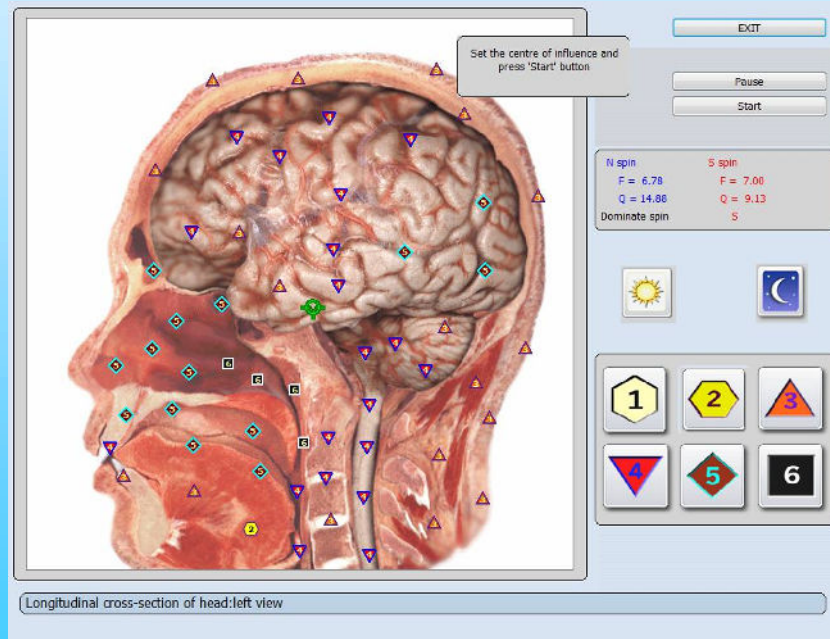 EXIT
Set the centre of influence and
press 'Start' button
Pause
Start
N spin S spin
F = 6.78 F = 7.00
Q = 14.88 Q = 9.13
Dominate spin S
1 2 3
4 5 6
Longitudinal cross-section of head:left view